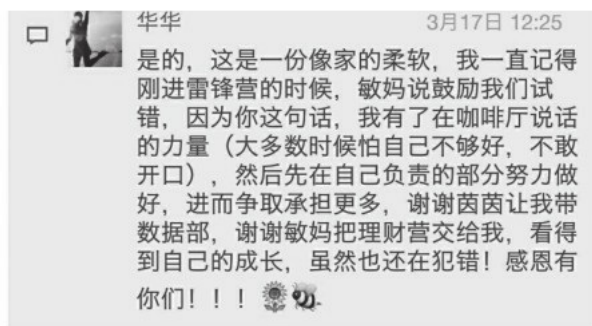 华华
3月17日 12:25
是的，这是一份像家的柔软，我一直记得
刚进雷锋营的时候，敏妈说鼓励我们试
错，因为你这句话，我有了在咖啡厅说话
的力量（大多数时候怕自己不够好，不敢
开口），然后先在自己负责的部分努力做
好，进而争取承担更多，谢谢茵茵让我带
数据部，谢谢敏妈把理财营交给我，看得
到自己的成长，虽然也还在犯错！感恩有
你们！！！🌻🐝